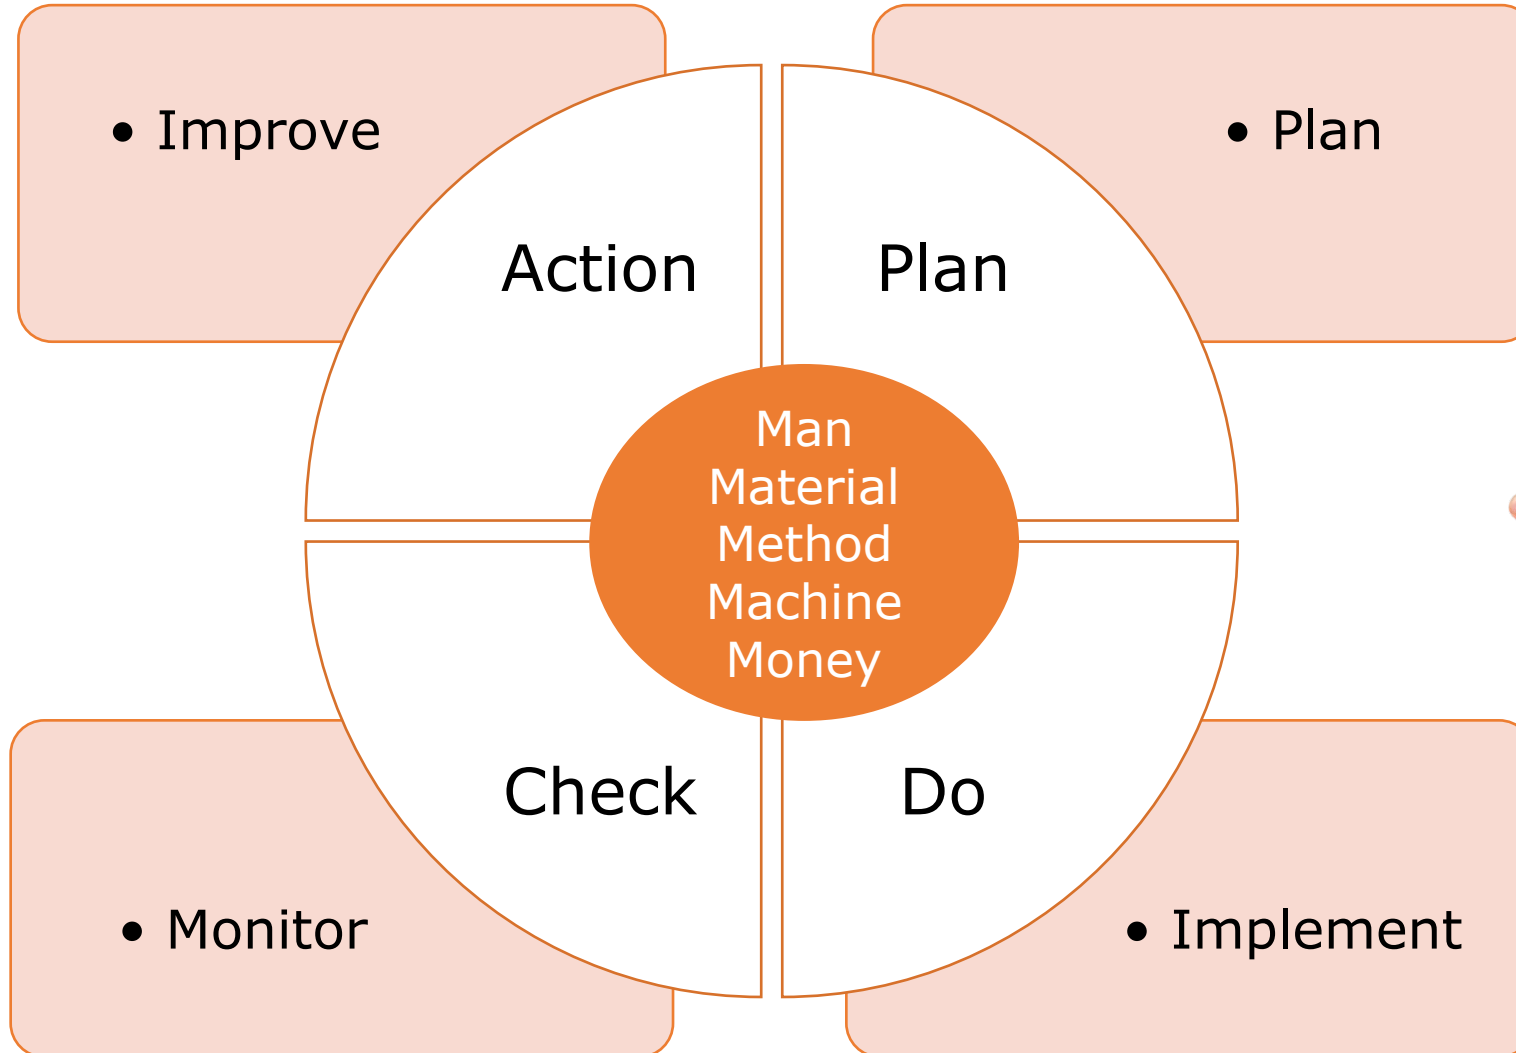 • Improve
• Plan
Action
Plan
Man
Material
Method
Machine
Money
Check
Do
• Monitor
• Implement